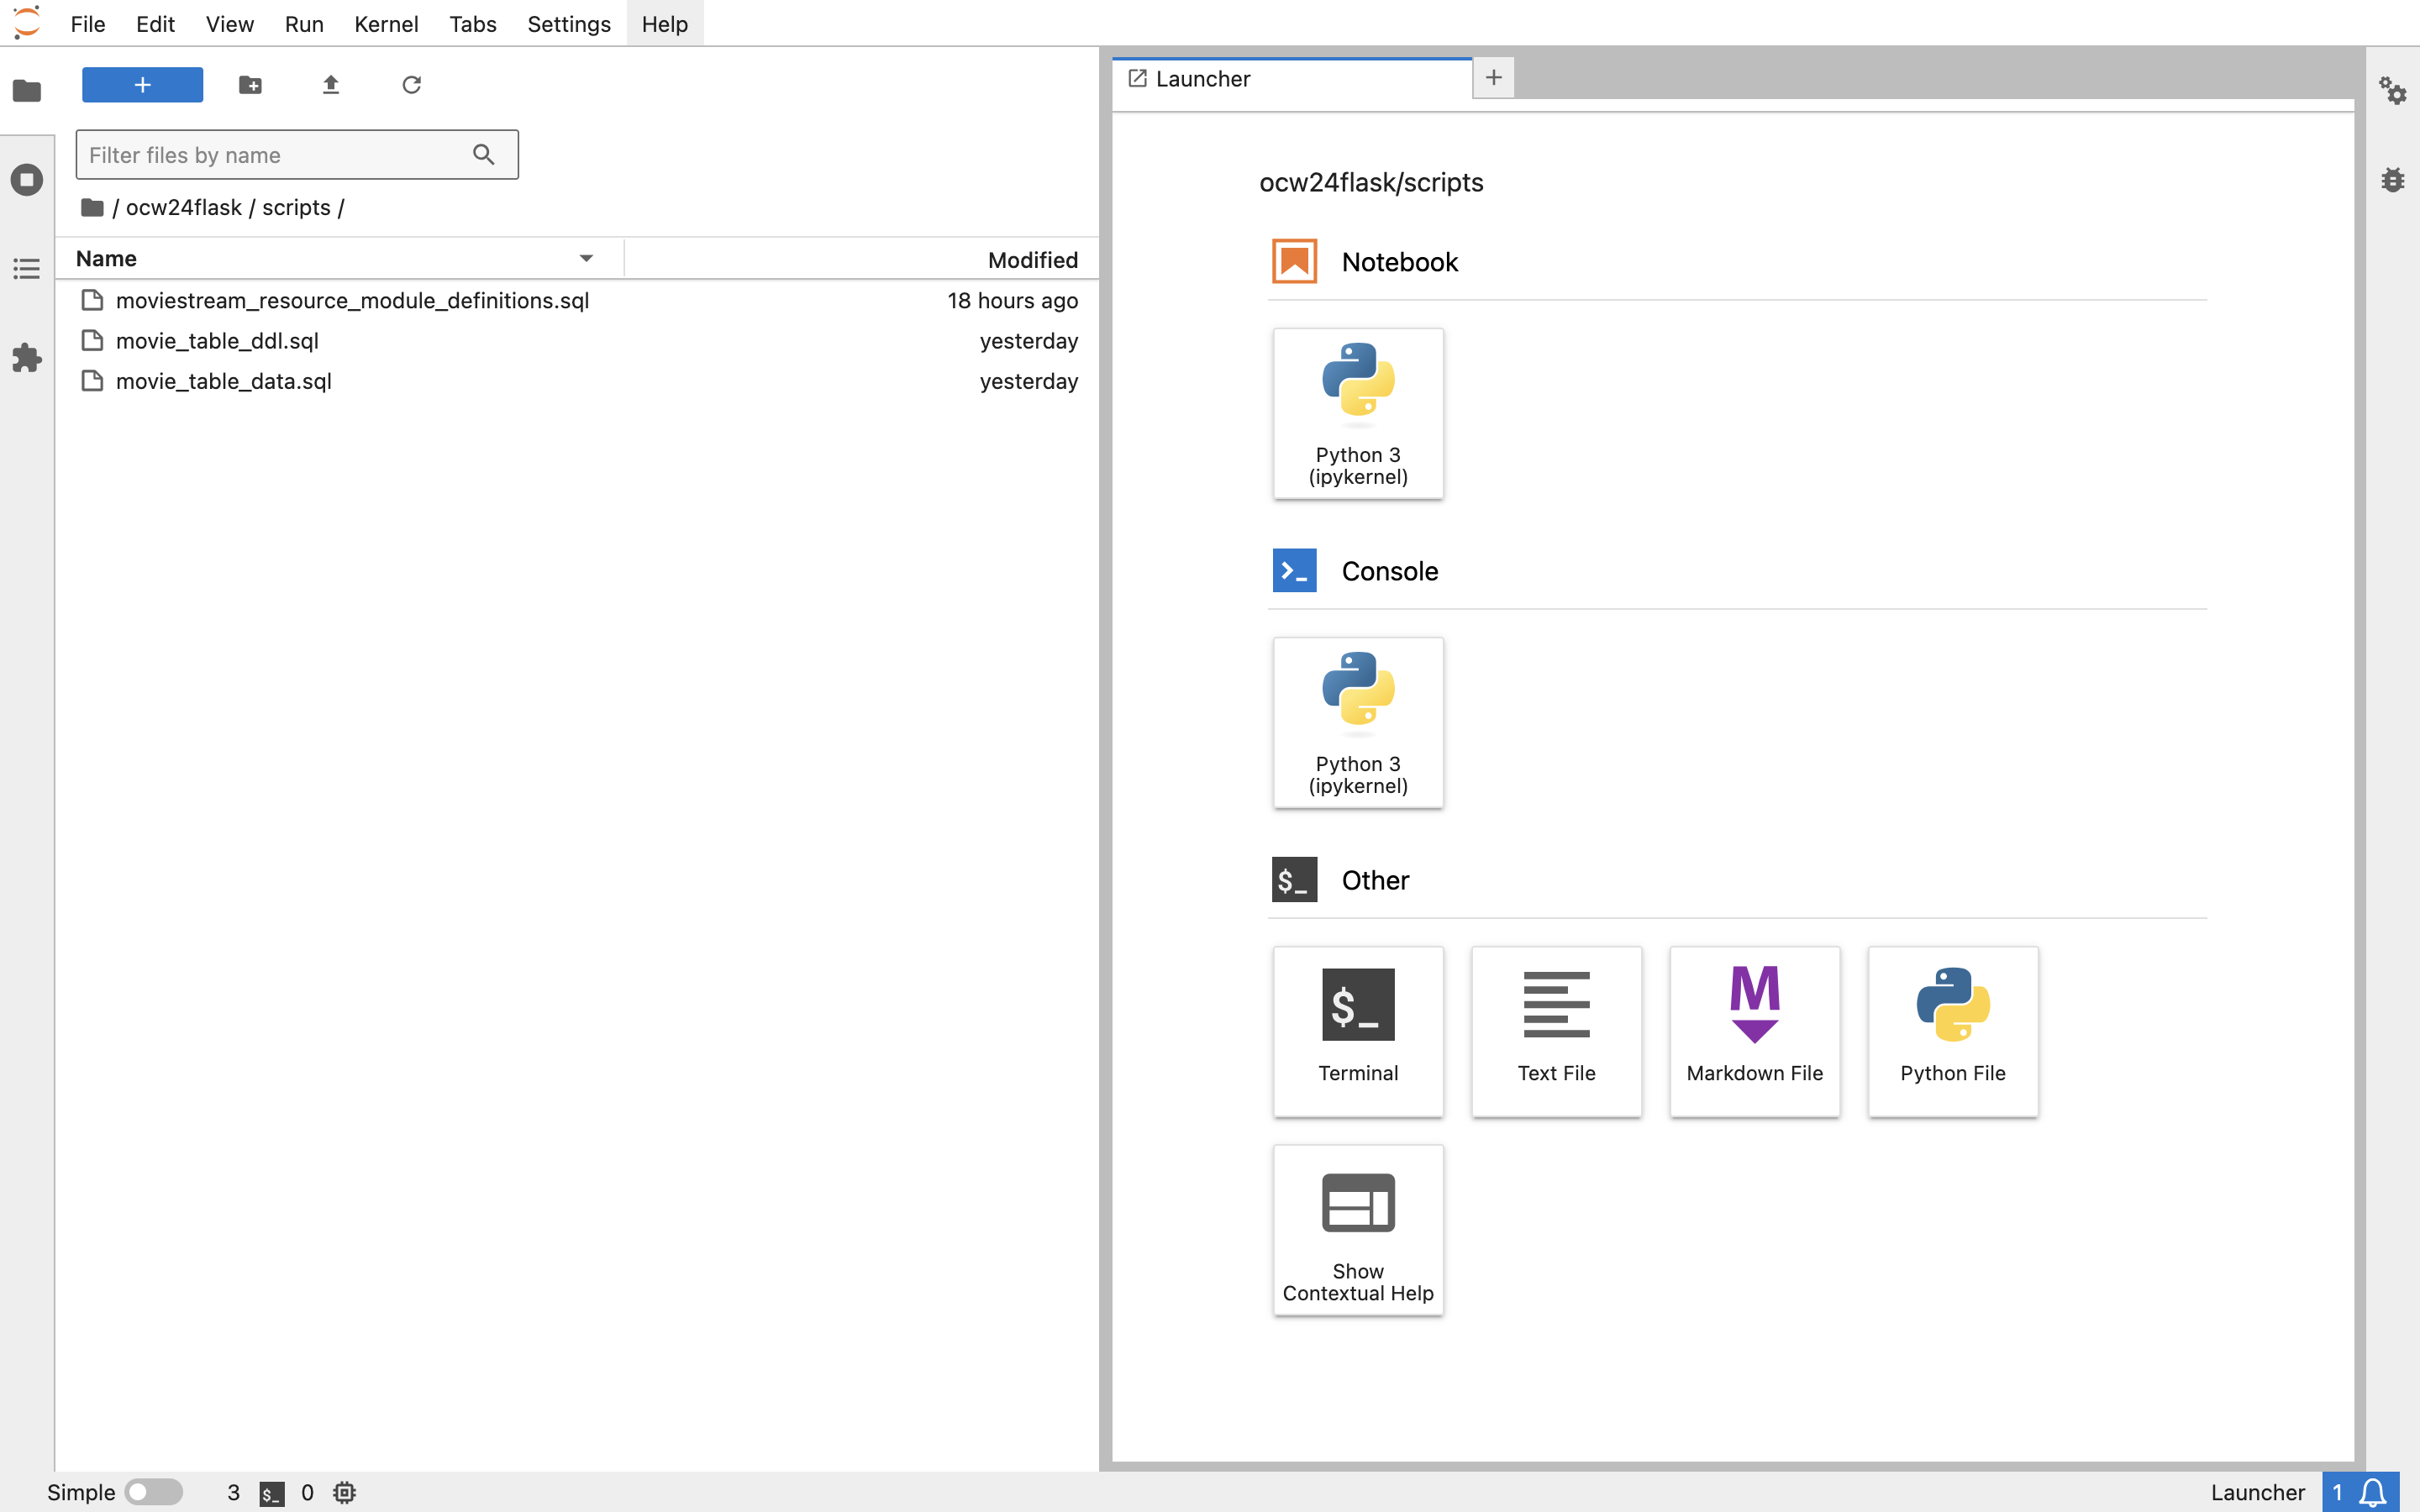 File Edit View Run Kernel Tabs Settings Help
Filter files by name
/ ocw24flask / scripts /
Name Modified
moviestream_resource_module_definitions.sql 18 hours ago
movie_table_ddl.sql yesterday
movie_table_data.sql yesterday
Launcher
ocw24flask/scripts
Notebook
Python 3
(ipykernel)
Console
Python 3
(ipykernel)
$_ Other
$_
Terminal
Text File
M
Markdown File
Python File
Show
Contextual Help
Simple 3 $_ 0
Launcher 1